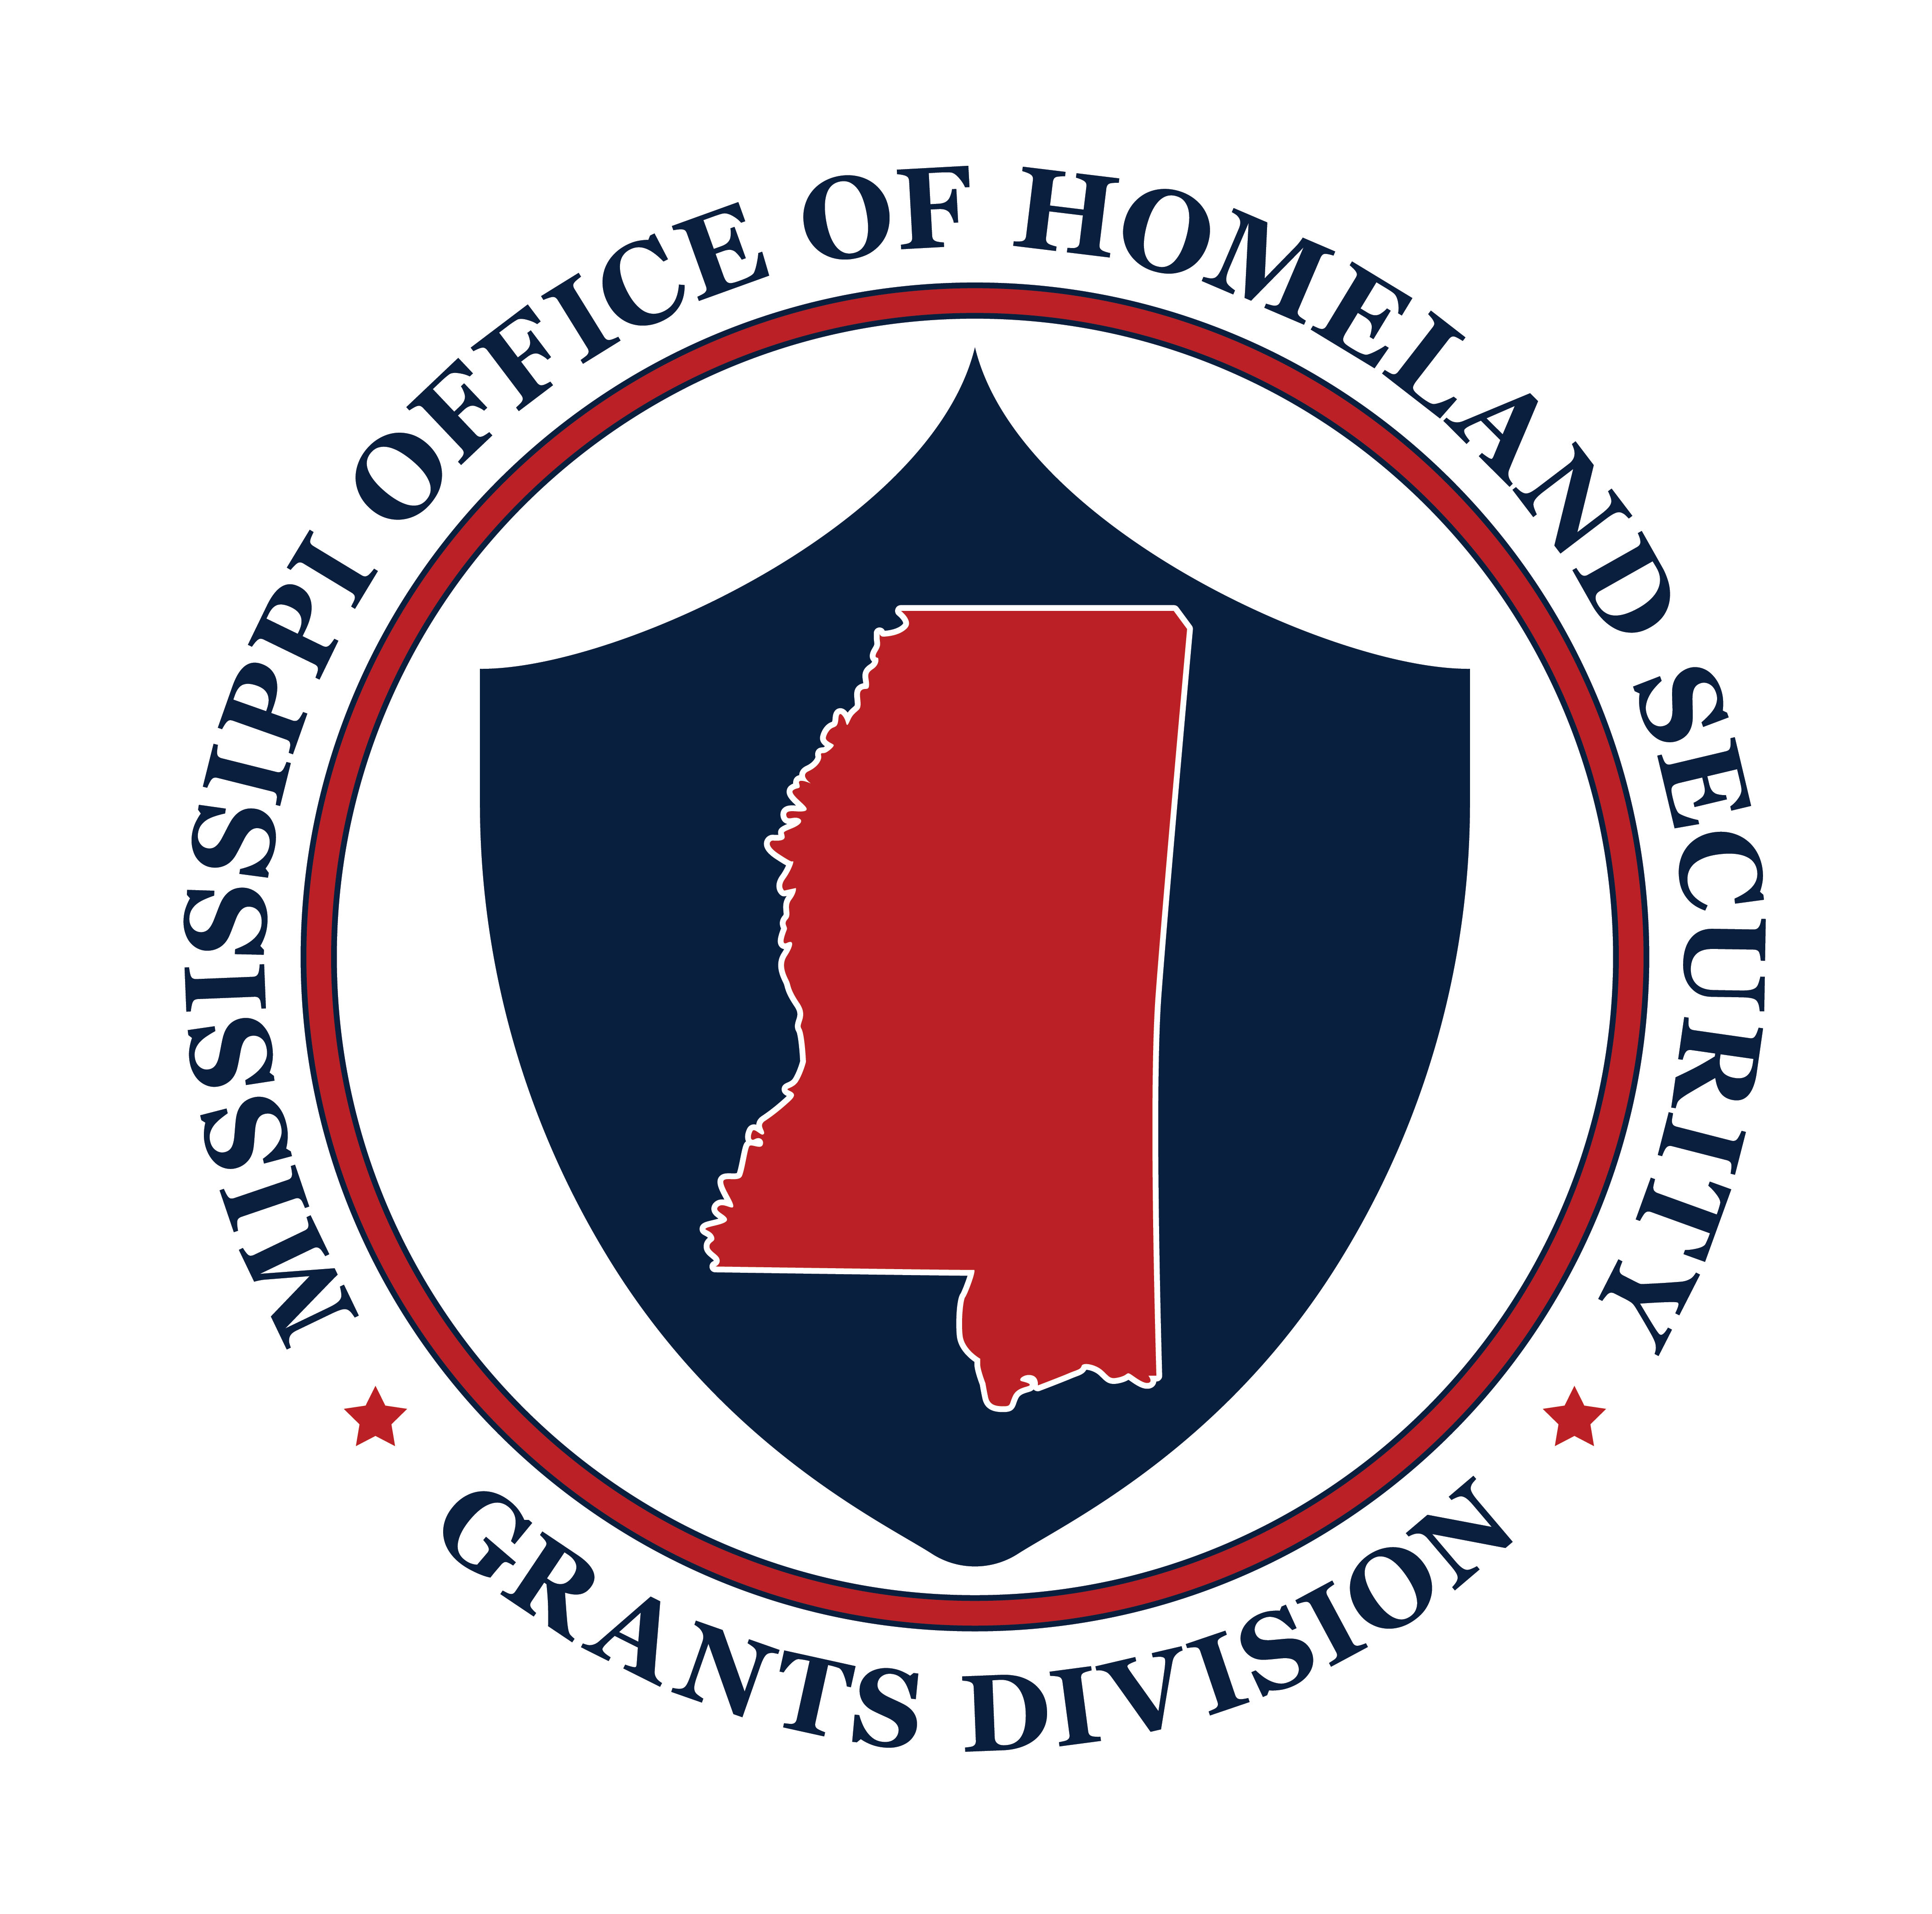 MISSISSIPPI OFFICE OF HOMELAND SECURITY
GRANTS DIVISION